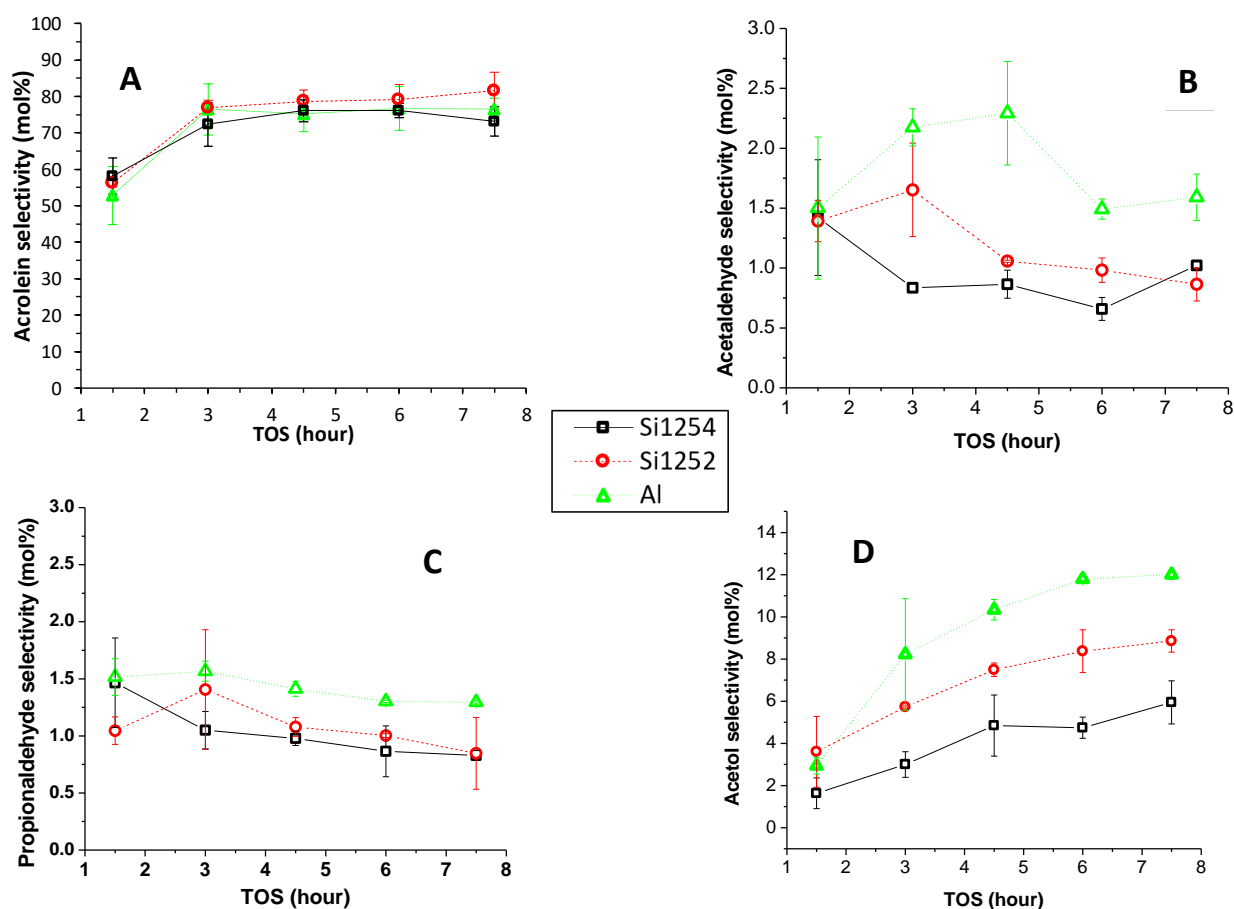 A
Acrolein selectivity (mol%)
100
90
80
70
60
50
40
30
20
10
0
1 2 3 4 5 6 7 8
TOS (hour)
B
Acetaldehyde selectivity (mol%)
3.0
2.5
2.0
1.5
1.0
0.5
0.0
1 2 3 4 5 6 7 8
TOS (hour)
Si1254
Si1252
Al
C
Propionaldehyde selectivity (mol%)
3.0
2.5
2.0
1.5
1.0
0.5
0.0
1 2 3 4 5 6 7 8
TOS (hour)
D
Acetol selectivity (mol%)
14
12
10
8
6
4
2
0
1 2 3 4 5 6 7 8
TOS (hour)